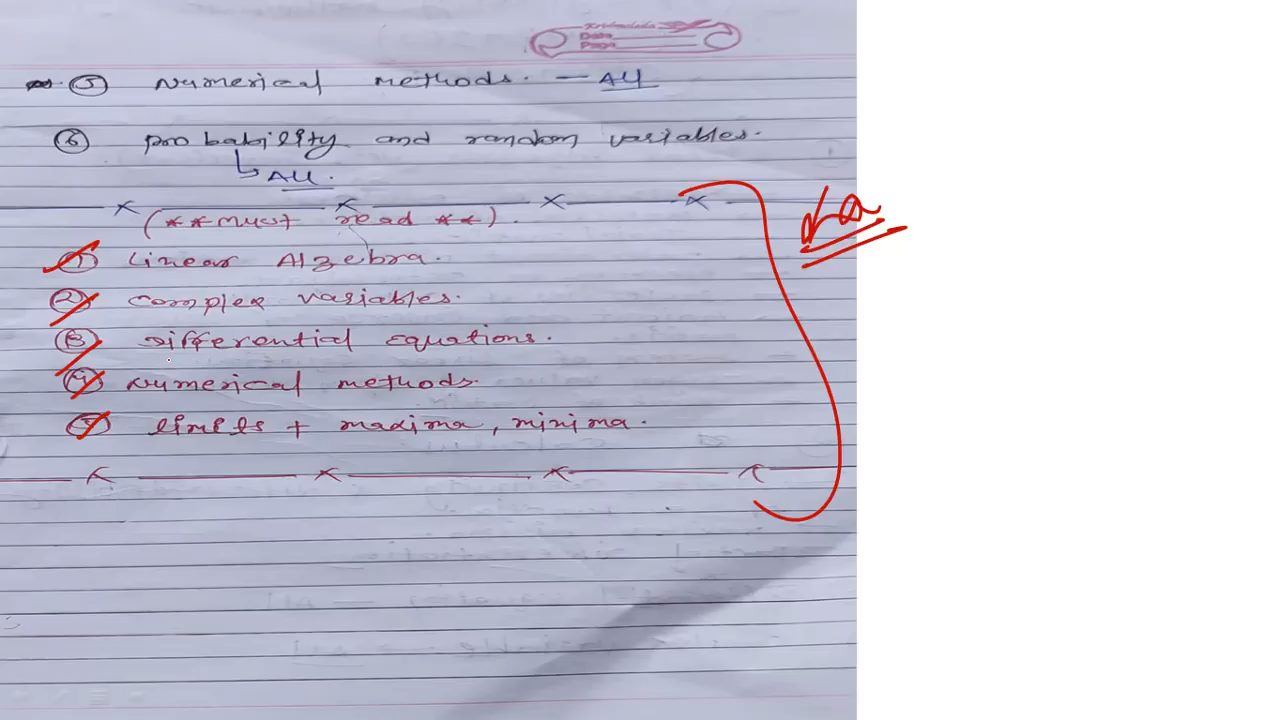 ⑤ Numerical methods. — All
⑥ probability and random variables.
↳ All.
(** must read **).
① Linear Algebra.
② complex variables.
③ Differential equations.
④ Numerical methods.
⑤ limits + maxima, minima.